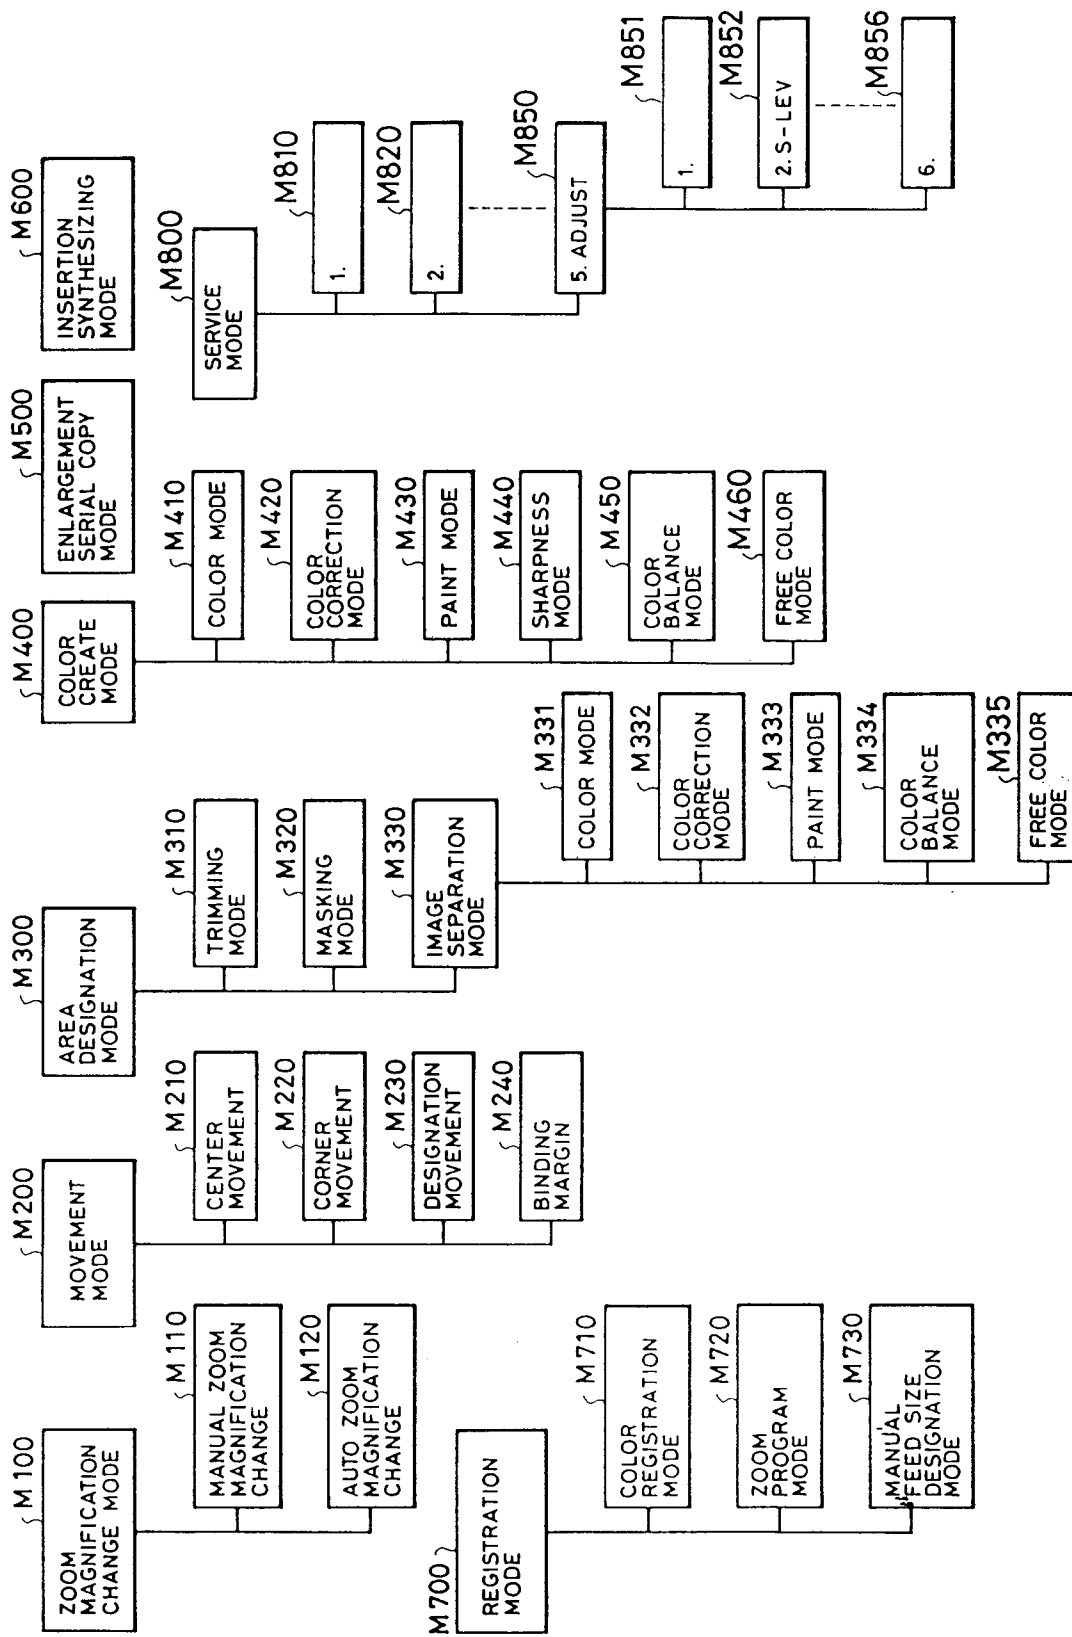 M100
ZOOM
MAGNIFICATION
CHANGE MODE
M110
MANUAL ZOOM
MAGNIFICATION
CHANGE
M120
AUTO ZOOM
MAGNIFICATION
CHANGE
M200
MOVEMENT
MODE
M210
CENTER
MOVEMENT
M220
CORNER
MOVEMENT
M230
DESIGNATION
MOVEMENT
M240
BINDING
MARGIN
M300
AREA
DESIGNATION
MODE
M310
TRIMMING
MODE
M320
MASKING
MODE
M330
IMAGE
SEPARATION
MODE
M331
COLOR MODE
M332
COLOR
CORRECTION
MODE
M333
PAINT MODE
M334
COLOR
BALANCE
MODE
M335
FREE COLOR
MODE
M400
COLOR
CREATE
MODE
M410
COLOR MODE
M420
COLOR
CORRECTION
MODE
M430
PAINT MODE
M440
SHARPNESS
MODE
M450
COLOR
BALANCE
MODE
M460
FREE COLOR
MODE
M500
ENLARGEMENT
SERIAL COPY
MODE
M600
INSERTION
SYNTHESIZING
MODE
M700
REGISTRATION
MODE
M710
COLOR
REGISTRATION
MODE
M720
ZOOM
PROGRAM
MODE
M730
MANUAL
FEED SIZE
DESIGNATION
MODE
M800
SERVICE
MODE
M810
1.
M820
2.
M850
5. ADJUST
M851
1.
M852
2. S-LEV
M856
6.